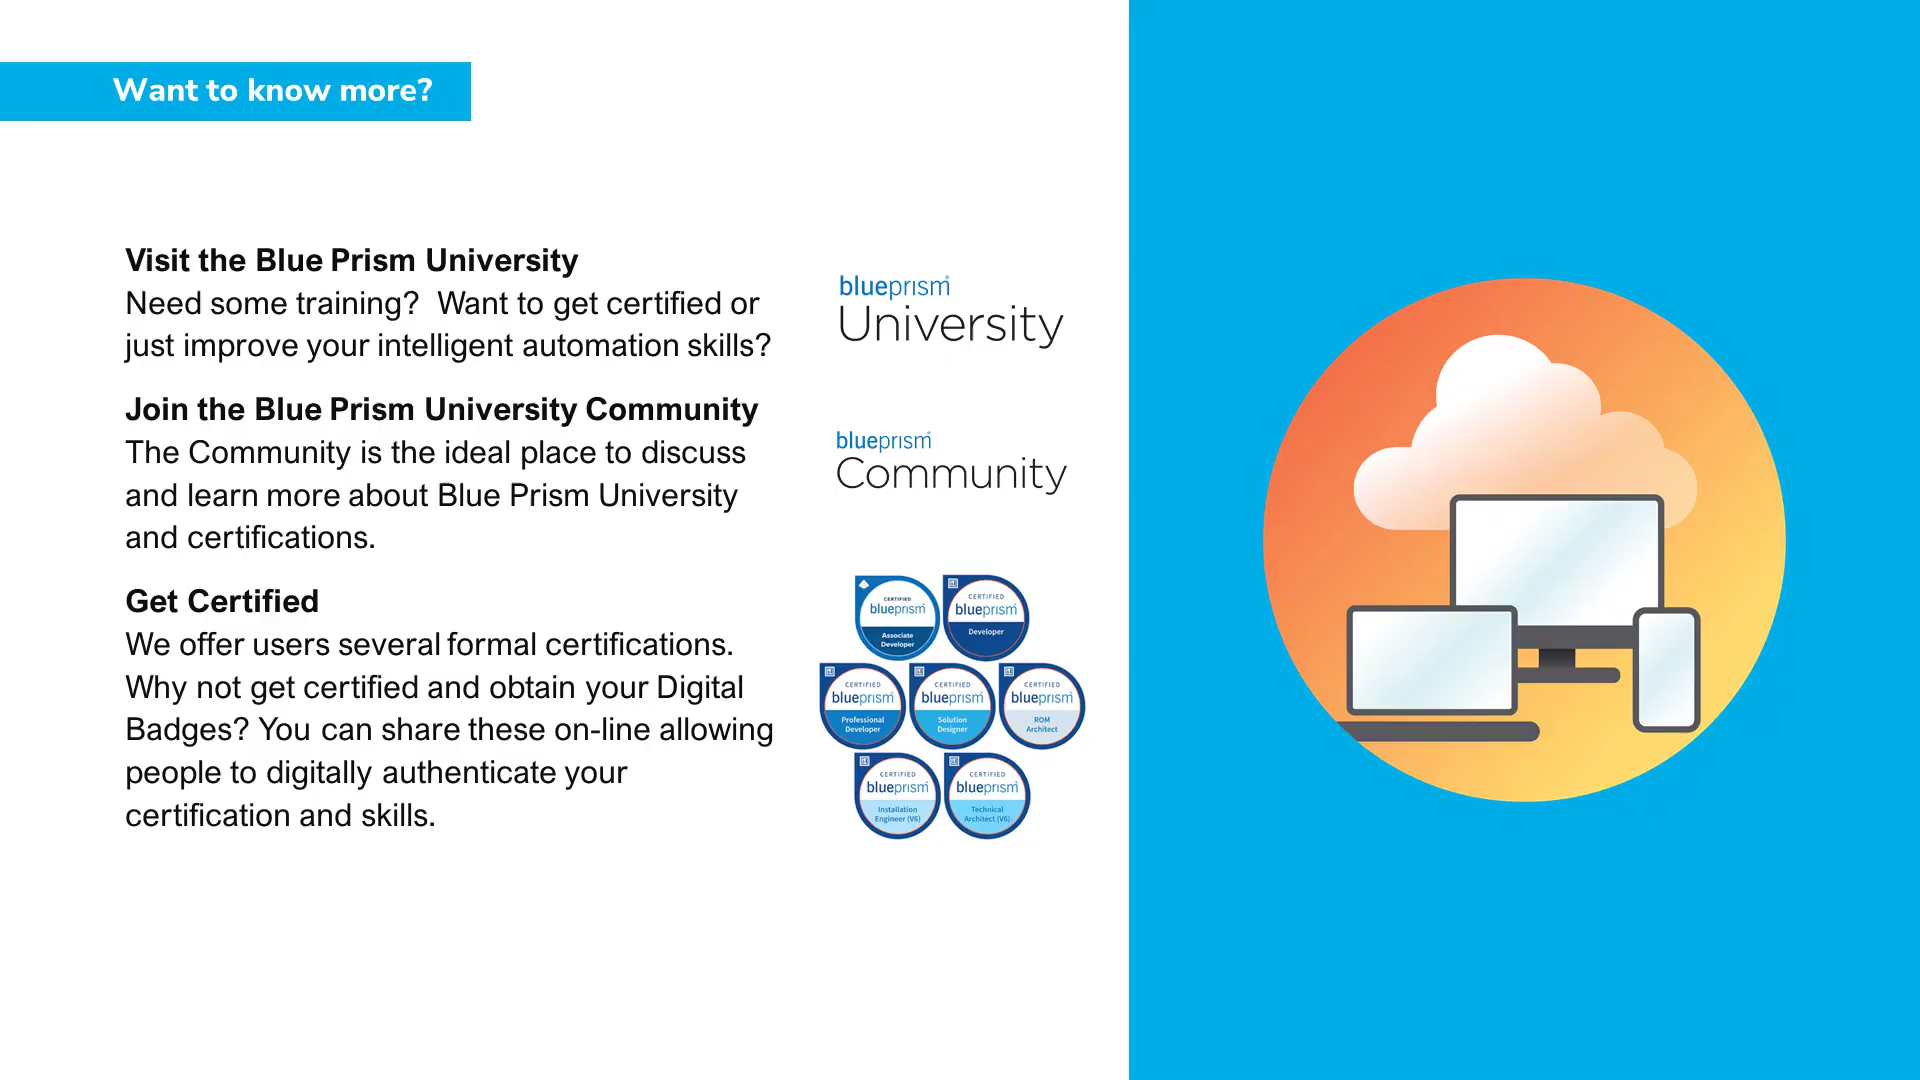 Want to know more?
Visit the Blue Prism University
Need some training?  Want to get certified or
just improve your intelligent automation skills?
Join the Blue Prism University Community
The Community is the ideal place to discuss
and learn more about Blue Prism University
and certifications.
Get Certified
We offer users several formal certifications.
Why not get certified and obtain your Digital
Badges? You can share these on-line allowing
people to digitally authenticate your
certification and skills.
blueprism®
University
blueprism®
Community
CERTIFIED
blueprism®
Associate
Developer
CERTIFIED
blueprism®
Developer
CERTIFIED
blueprism®
Professional
Developer
CERTIFIED
blueprism®
Solution
Designer
CERTIFIED
blueprism®
ROM
Architect
CERTIFIED
blueprism®
Installation
Engineer (V6)
CERTIFIED
blueprism®
Technical
Architect (V6)